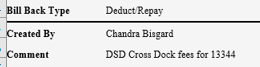 Bill Back Type Deduct/Repay
Created By Chandra Bisgard
Comment DSD Cross Dock fees for 13344